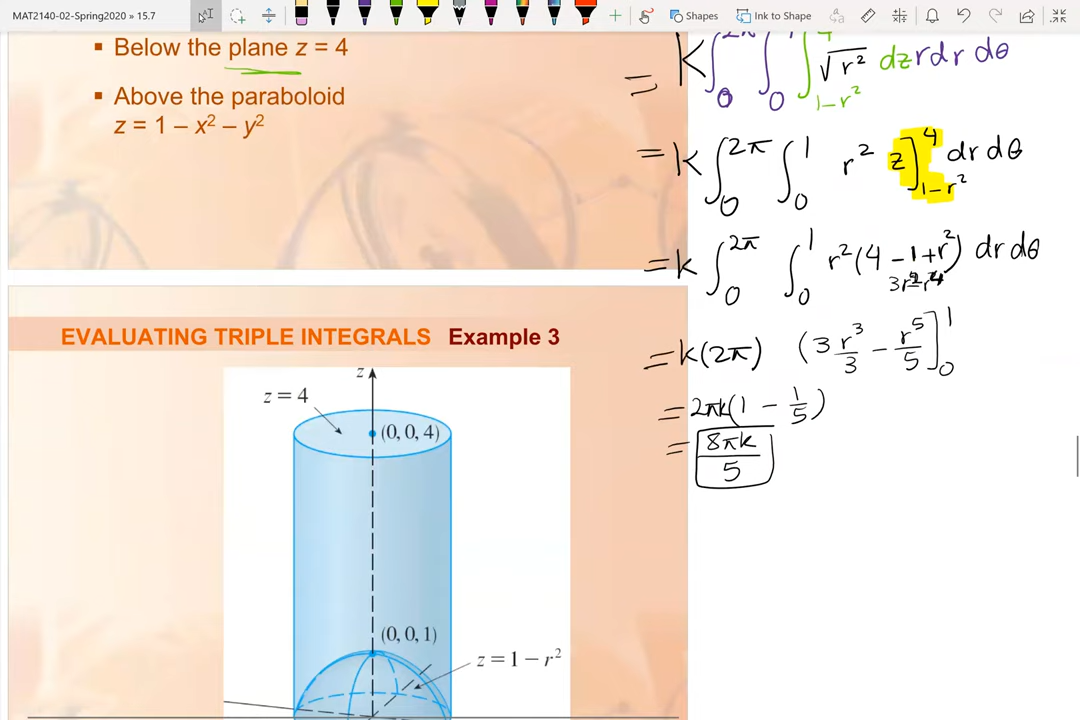 MAT2140-02-Spring2020 » 15.7
Shapes
Ink to Shape
▪ Below the plane z = 4
▪ Above the paraboloid
z = 1 – x² – y²
= K∫₀^2π ∫₀^1 ∫_{1-r²}^4 √r² dz r dr dθ
= K∫₀^2π ∫₀^1 r² z]_{1-r²}^4 dr dθ
= k∫₀^2π ∫₀^1 r²(4 - 1 + r²) dr dθ
= k(2π) (3 r³/3 - r⁵/5]₀^1
= 2πk(1 - 1/5)
= 8πk/5
EVALUATING TRIPLE INTEGRALS Example 3
z
z = 4
(0, 0, 4)
(0, 0, 1)
z = 1 – r²